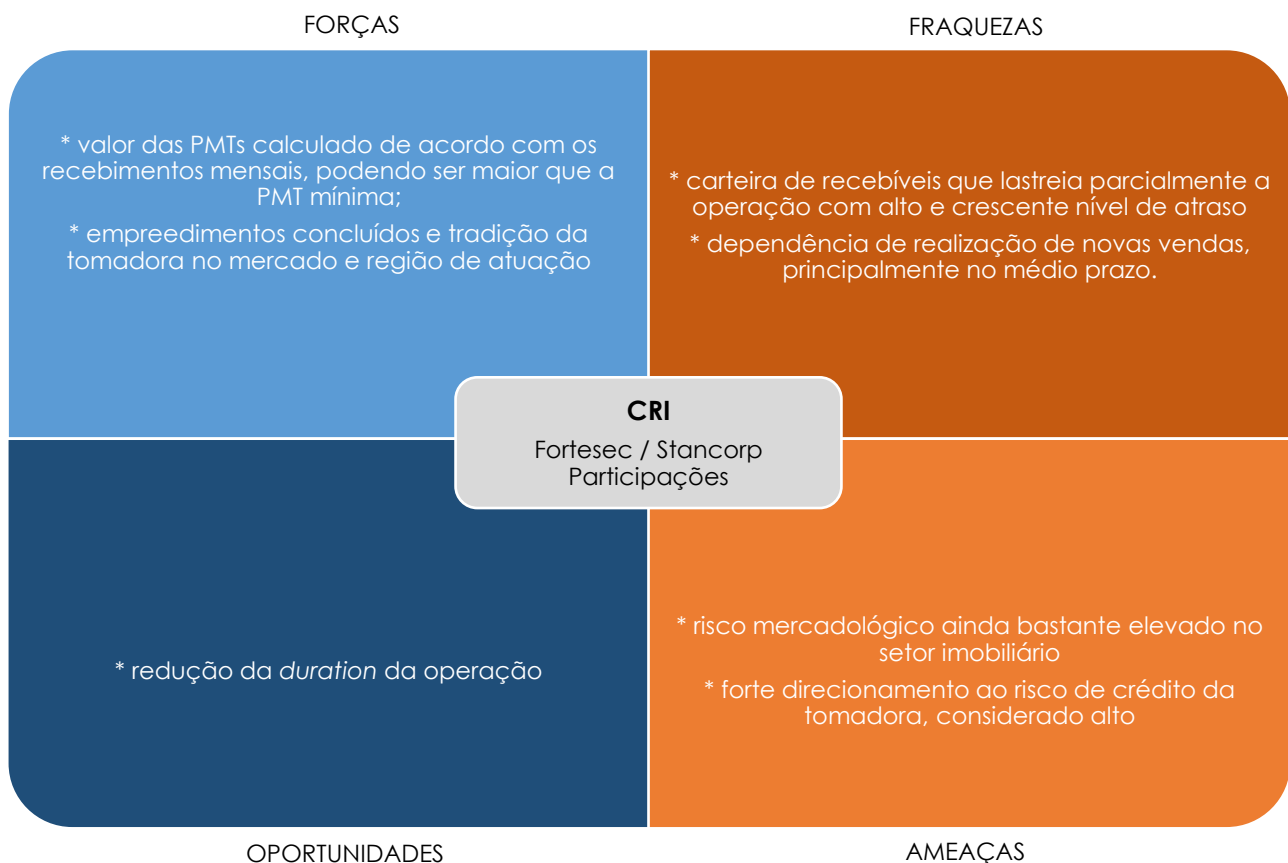 FORÇAS
FRAQUEZAS
* valor das PMTs calculado de acordo com os
recebimentos mensais, podendo ser maior que a
PMT mínima;
* empreedimentos concluídos e tradição da
tomadora no mercado e região de atuação
* carteira de recebíveis que lastreia parcialmente a
operação com alto e crescente nível de atraso
* dependência de realização de novas vendas,
principalmente no médio prazo.
CRI
Fortesec / Stancorp
Participações
* redução da duration da operação
* risco mercadológico ainda bastante elevado no
setor imobiliário
* forte direcionamento ao risco de crédito da
tomadora, considerado alto
OPORTUNIDADES
AMEAÇAS